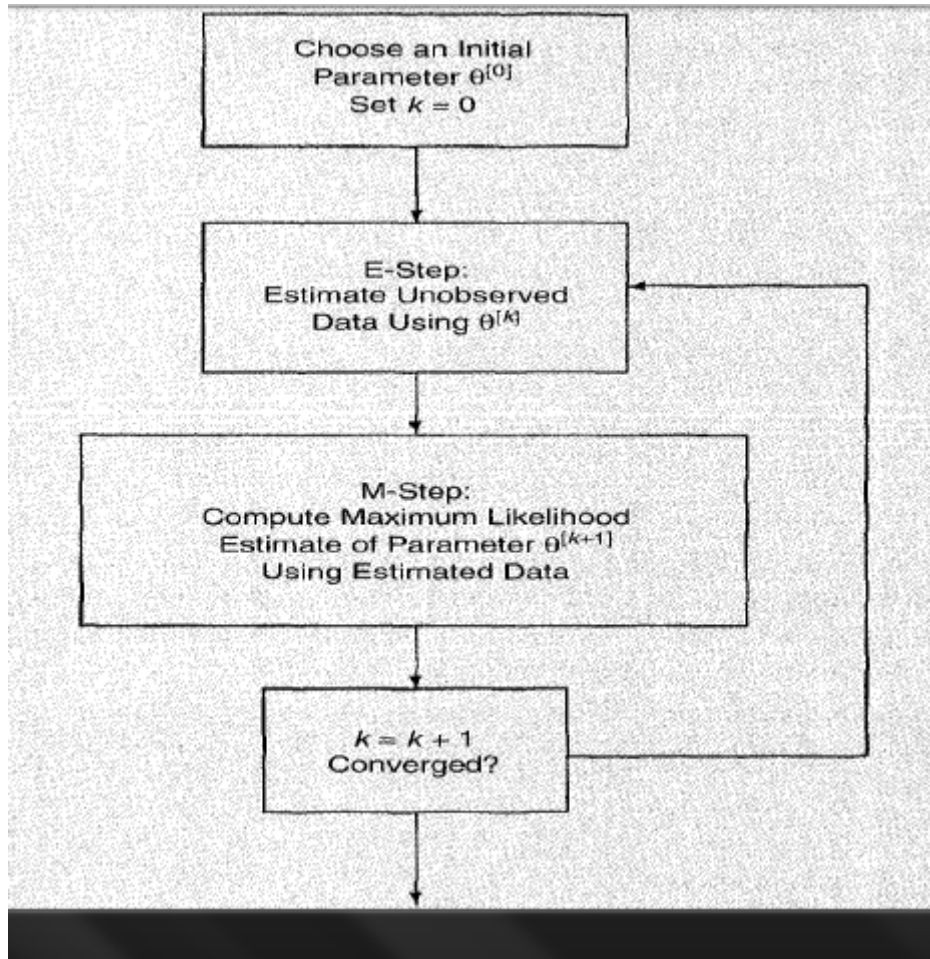 Choose an Initial
Parameter θ^[0]
Set k = 0
E-Step:
Estimate Unobserved
Data Using θ^[k]
M-Step:
Compute Maximum Likelihood
Estimate of Parameter θ^[k+1]
Using Estimated Data
k = k + 1
Converged?